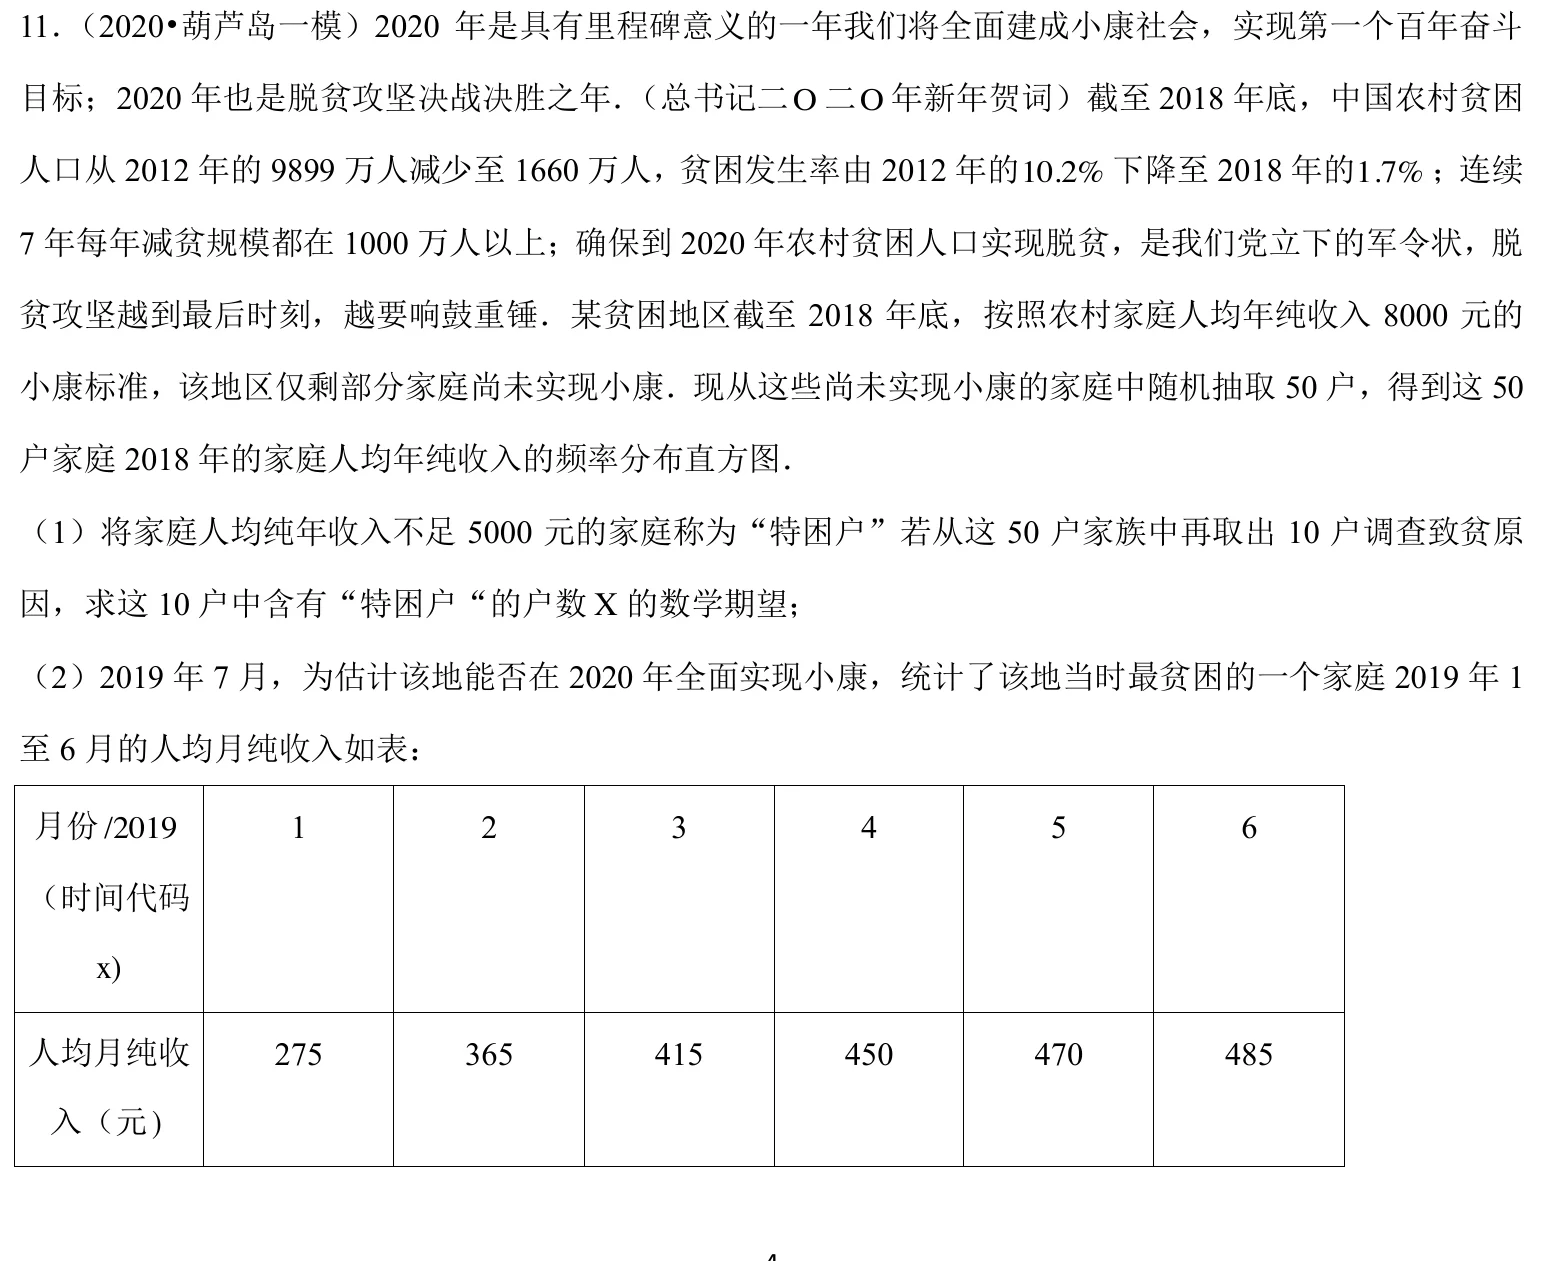 11.（2020•葫芦岛一模）2020 年是具有里程碑意义的一年我们将全面建成小康社会，实现第一个百年奋斗
目标；2020 年也是脱贫攻坚决战决胜之年.（总书记二O 二O 年新年贺词）截至 2018 年底，中国农村贫困
人口从 2012 年的 9899 万人减少至 1660 万人，贫困发生率由 2012 年的10.2% 下降至 2018 年的1.7%；连续
7 年每年减贫规模都在 1000 万人以上；确保到 2020 年农村贫困人口实现脱贫，是我们党立下的军令状，脱
贫攻坚越到最后时刻，越要响鼓重锤．某贫困地区截至 2018 年底，按照农村家庭人均年纯收入 8000 元的
小康标准，该地区仅剩部分家庭尚未实现小康．现从这些尚未实现小康的家庭中随机抽取 50 户，得到这 50
户家庭 2018 年的家庭人均年纯收入的频率分布直方图．
（1）将家庭人均纯年收入不足 5000 元的家庭称为“特困户”若从这 50 户家族中再取出 10 户调查致贫原
因，求这 10 户中含有“特困户“的户数 X 的数学期望；
（2）2019 年 7 月，为估计该地能否在 2020 年全面实现小康，统计了该地当时最贫困的一个家庭 2019 年 1
至 6 月的人均月纯收入如表：
月份/2019 1 2 3 4 5 6
（时间代码
x)
人均月纯收 275 365 415 450 470 485
入（元)